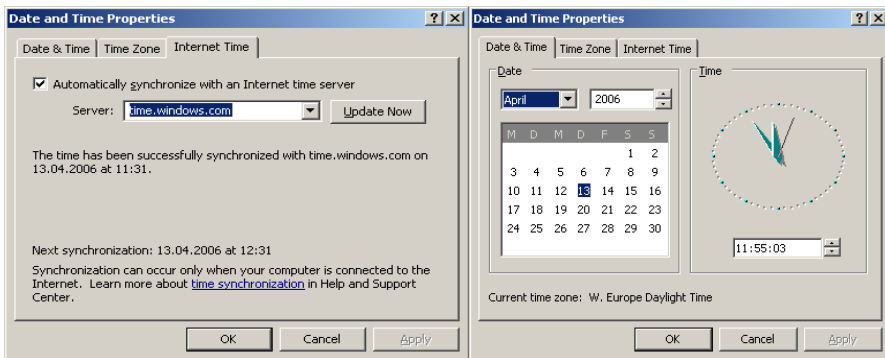 Date and Time Properties
Date & Time Time Zone Internet Time
Automatically synchronize with an Internet time server
Server: time.windows.com Update Now
The time has been successfully synchronized with time.windows.com on
13.04.2006 at 11:31.
Next synchronization: 13.04.2006 at 12:31
Synchronization can occur only when your computer is connected to the
Internet. Learn more about time synchronization in Help and Support
Center.
OK Cancel Apply
Date and Time Properties
Date & Time Time Zone Internet Time
Date
April 2006
M D M D F S S
1 2
3 4 5 6 7 8 9
10 11 12 13 14 15 16
17 18 19 20 21 22 23
24 25 26 27 28 29 30
Time
11:55:03
Current time zone: W. Europe Daylight Time
OK Cancel Apply